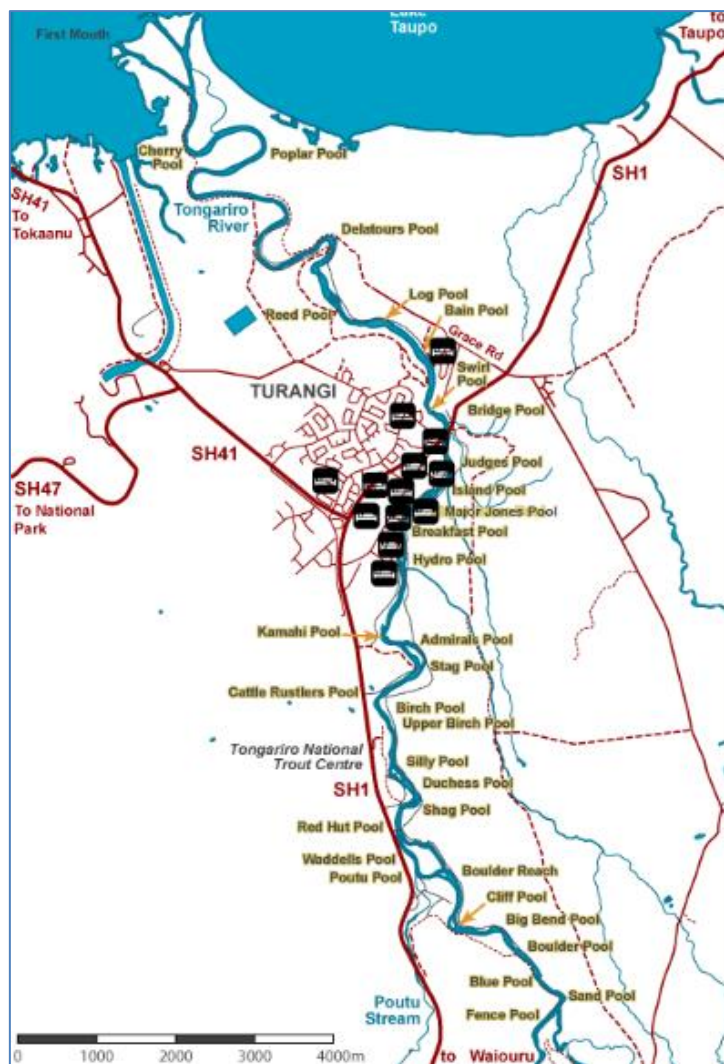 Lake
Taupo
to
Taupo
First Mouth
Cherry
Pool
Poplar Pool
SH1
SH41
To
Tokaanu
Tongariro
River
Delatours Pool
Log Pool
Bain Pool
Reed Pool
Grace Rd
Swirl
Pool
TURANGI
Bridge Pool
SH41
Judges Pool
SH47
To National
Park
Island Pool
Major Jones Pool
Breakfast Pool
Hydro Pool
Kamahi Pool
Admirals Pool
Stag Pool
Cattle Rustlers Pool
Birch Pool
Upper Birch Pool
Tongariro National
Trout Centre
Silly Pool
SH1
Duchess Pool
Shag Pool
Red Hut Pool
Waddells Pool
Poutu Pool
Boulder Reach
Cliff Pool
Big Bend Pool
Boulder Pool
Blue Pool
Sand Pool
Poutu
Stream
Fence Pool
0 1000 2000 3000 4000m
to Waiouru